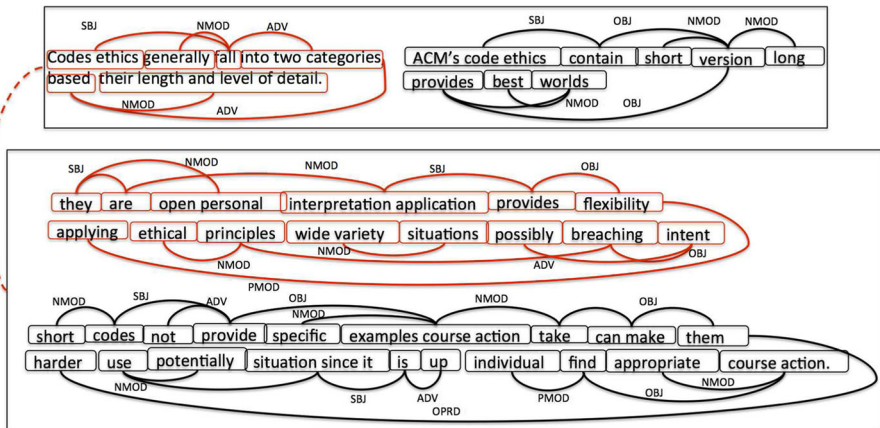 SBJ NMOD ADV
Codes ethics generally fall into two categories
based their length and level of detail.
NMOD
ADV
SBJ OBJ NMOD NMOD
ACM's code ethics contain short version long
provides best worlds
NMOD OBJ
SBJ NMOD NMOD SBJ OBJ
they are open personal interpretation application provides flexibility
applying ethical principles wide variety situations possibly breaching intent
NMOD NMOD ADV OBJ
PMOD
NMOD SBJ ADV OBJ NMOD NMOD OBJ
short codes not provide specific examples course action take can make them
harder use potentially situation since it is up individual find appropriate course action.
NMOD SBJ ADV PMOD OBJ NMOD
OPRD